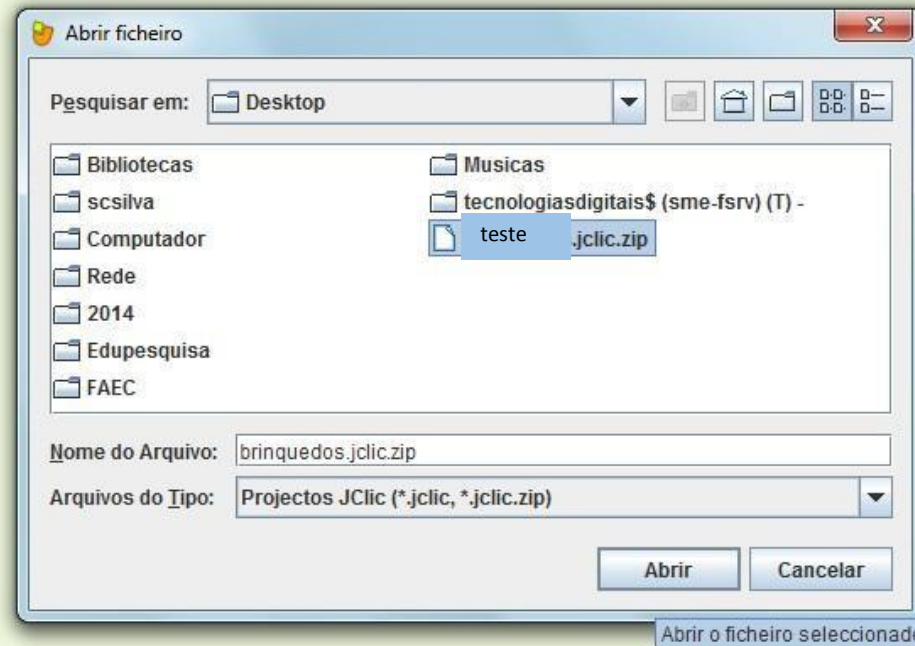 Abrir ficheiro
Pesquisar em: Desktop
Bibliotecas
scsilva
Computador
Rede
2014
Edupesquisa
FAEC
Musicas
tecnologiasdigitais$ (sme-fsrv) (T) -
teste .jclic.zip
Nome do Arquivo: brinquedos.jclic.zip
Arquivos do Tipo: Projectos JClic (*.jclic, *.jclic.zip)
Abrir Cancelar
Abrir o ficheiro seleccionado